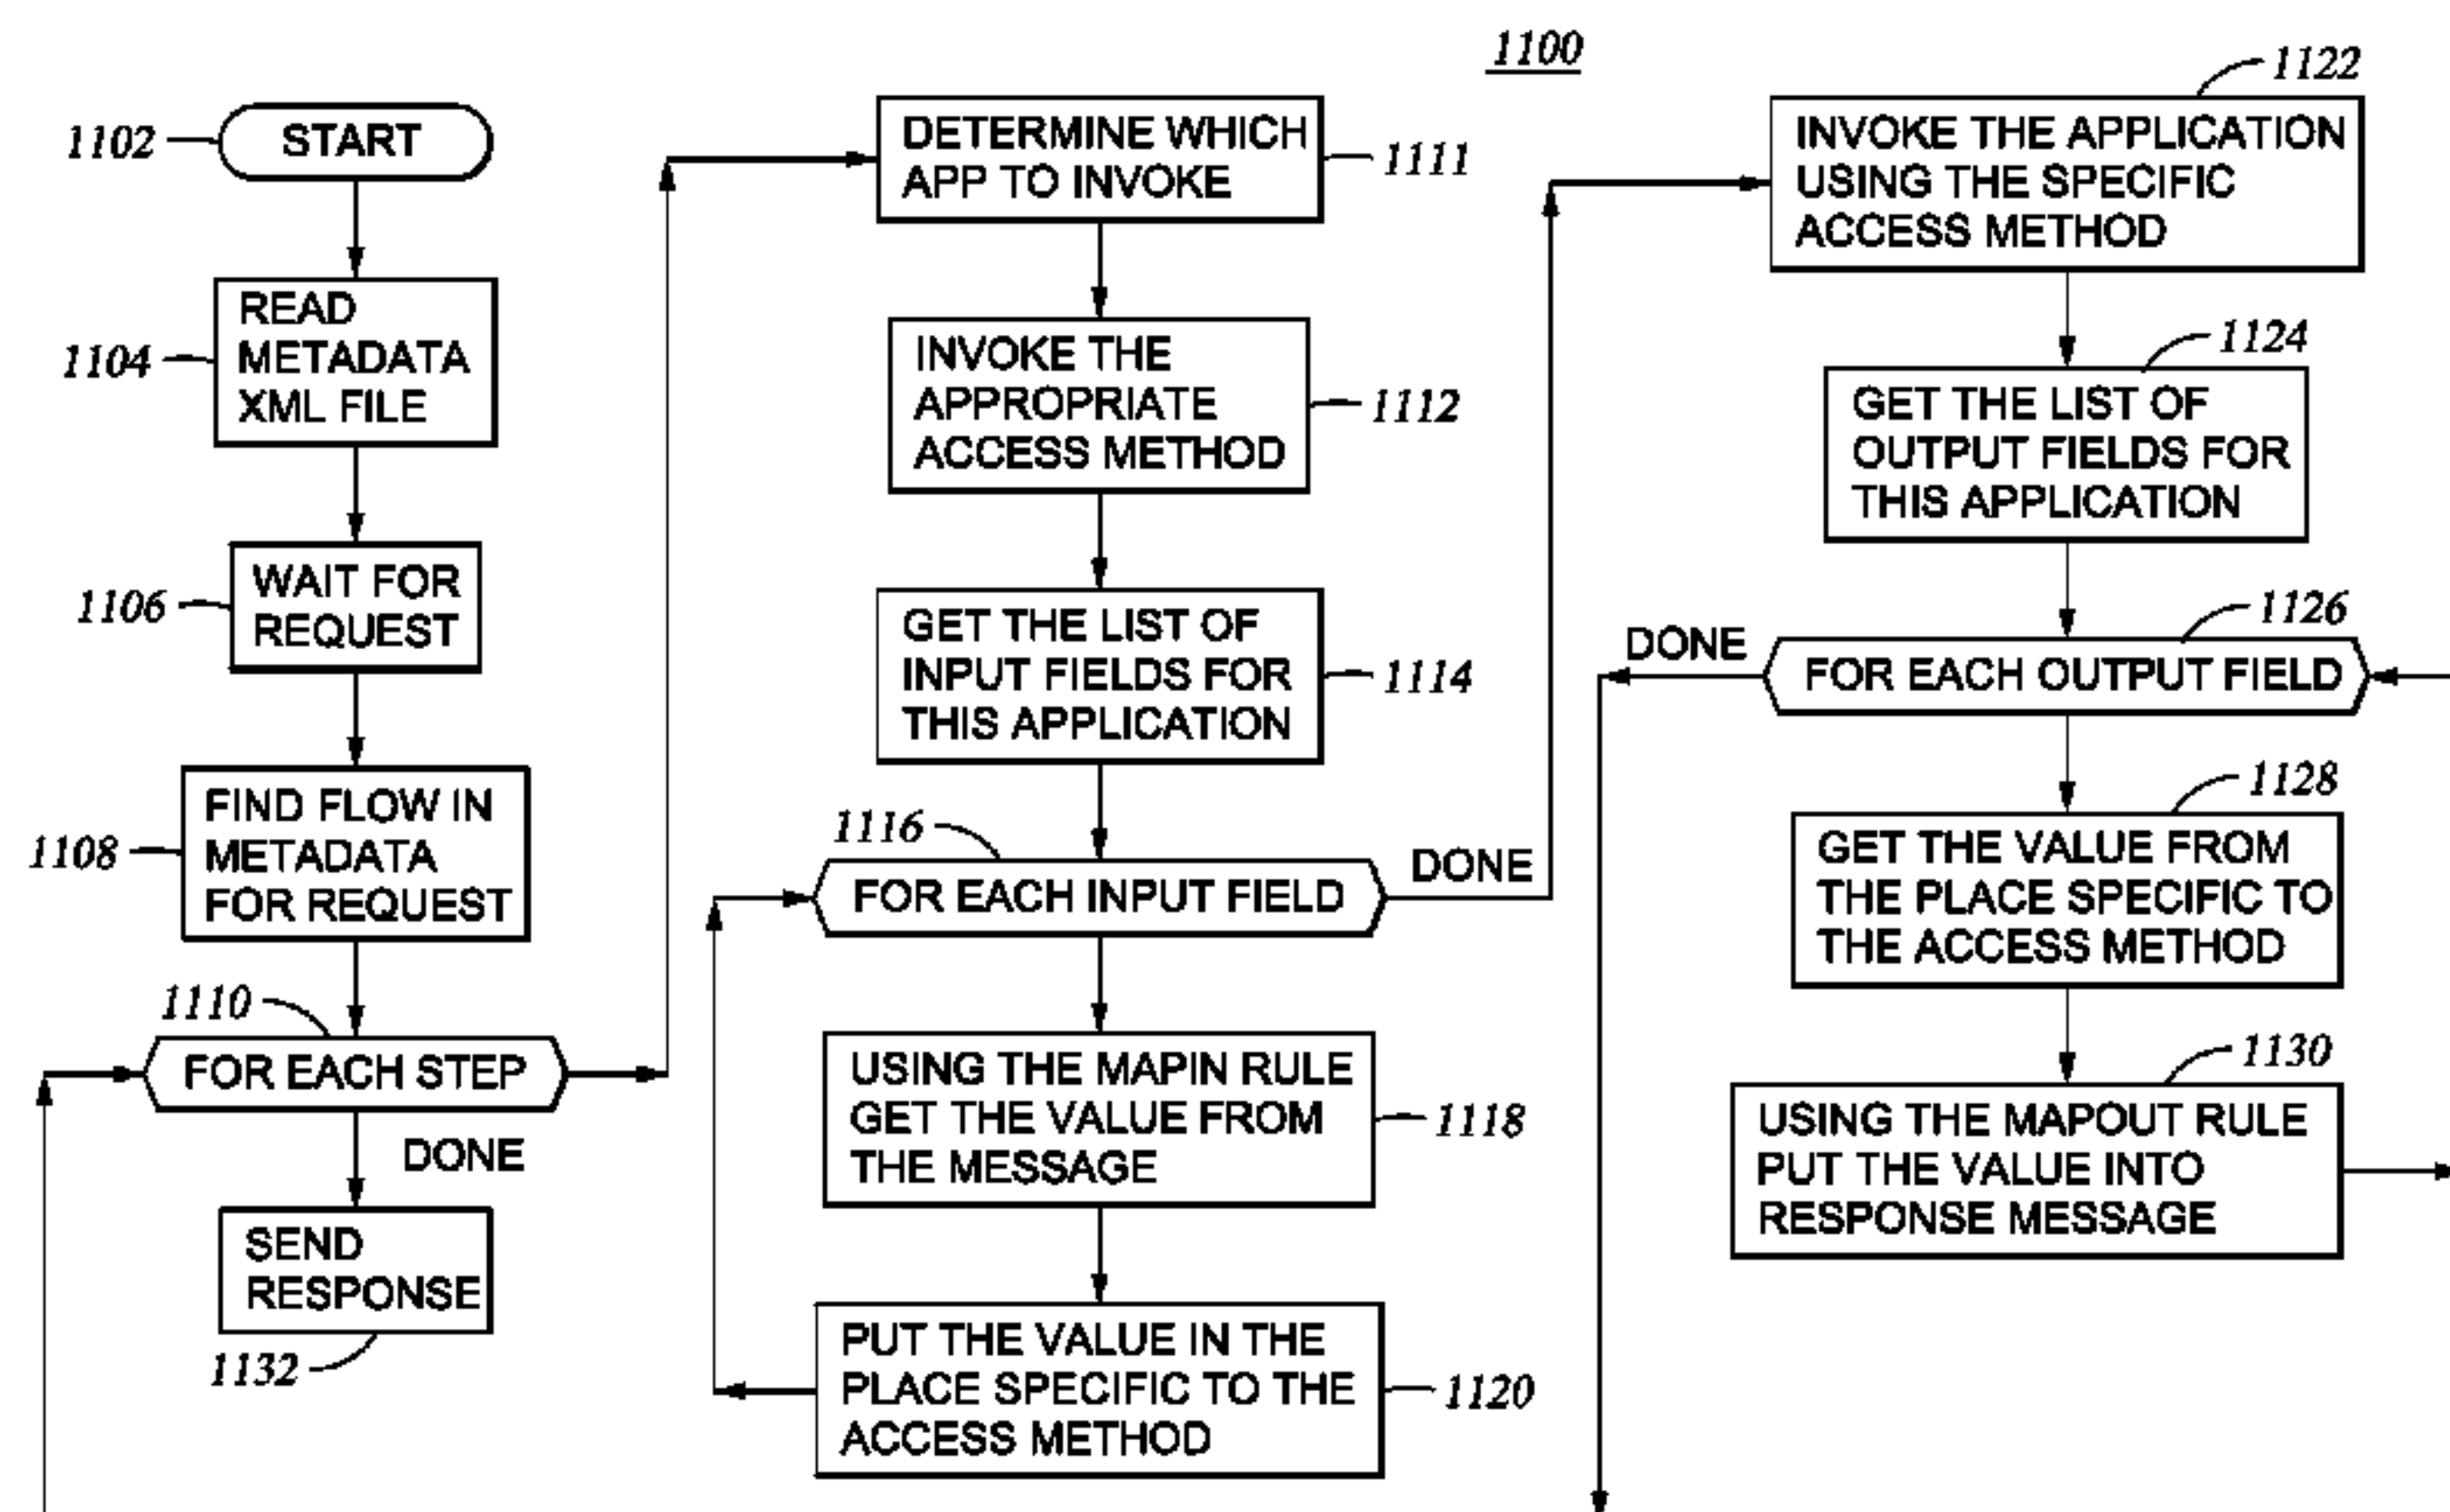 1100
1102
START
1104
READ
METADATA
XML FILE
1106
WAIT FOR
REQUEST
1108
FIND FLOW IN
METADATA
FOR REQUEST
1110
FOR EACH STEP
DONE
SEND
RESPONSE
1132
DETERMINE WHICH
APP TO INVOKE
1111
INVOKE THE
APPROPRIATE
ACCESS METHOD
1112
GET THE LIST OF
INPUT FIELDS FOR
THIS APPLICATION
1114
1116
FOR EACH INPUT FIELD
DONE
USING THE MAPIN RULE
GET THE VALUE FROM
THE MESSAGE
1118
PUT THE VALUE IN THE
PLACE SPECIFIC TO THE
ACCESS METHOD
1120
1122
INVOKE THE APPLICATION
USING THE SPECIFIC
ACCESS METHOD
1124
GET THE LIST OF
OUTPUT FIELDS FOR
THIS APPLICATION
1126
DONE
FOR EACH OUTPUT FIELD
1128
GET THE VALUE FROM
THE PLACE SPECIFIC TO
THE ACCESS METHOD
1130
USING THE MAPOUT RULE
PUT THE VALUE INTO
RESPONSE MESSAGE